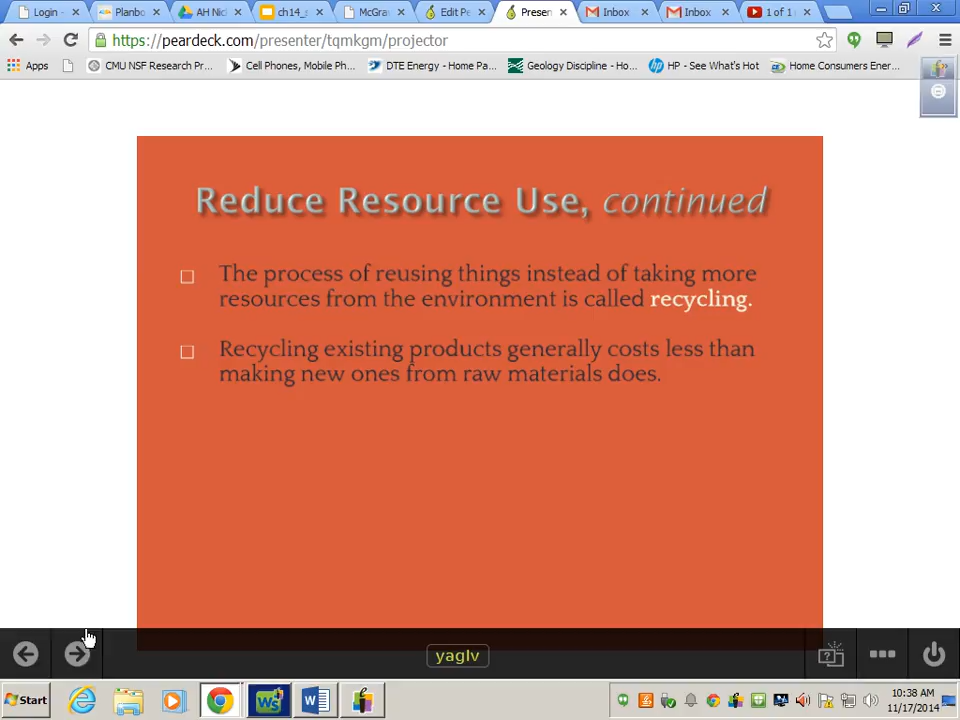 Login -
Planbo
AH Nic
ch14_
McGra
Edit Pe
Presen
Inbox
Inbox
1 of 1
https://peardeck.com/presenter/tqmkgm/projector
Apps
CMU NSF Research Pr...
Cell Phones, Mobile Ph...
DTE Energy - Home Pa...
Geology Discipline - Ho...
HP - See What's Hot
Home Consumers Ener...
Reduce Resource Use, continued
The process of reusing things instead of taking more
resources from the environment is called recycling.
Recycling existing products generally costs less than
making new ones from raw materials does.
yaglv
Start
10:38 AM
11/17/2014